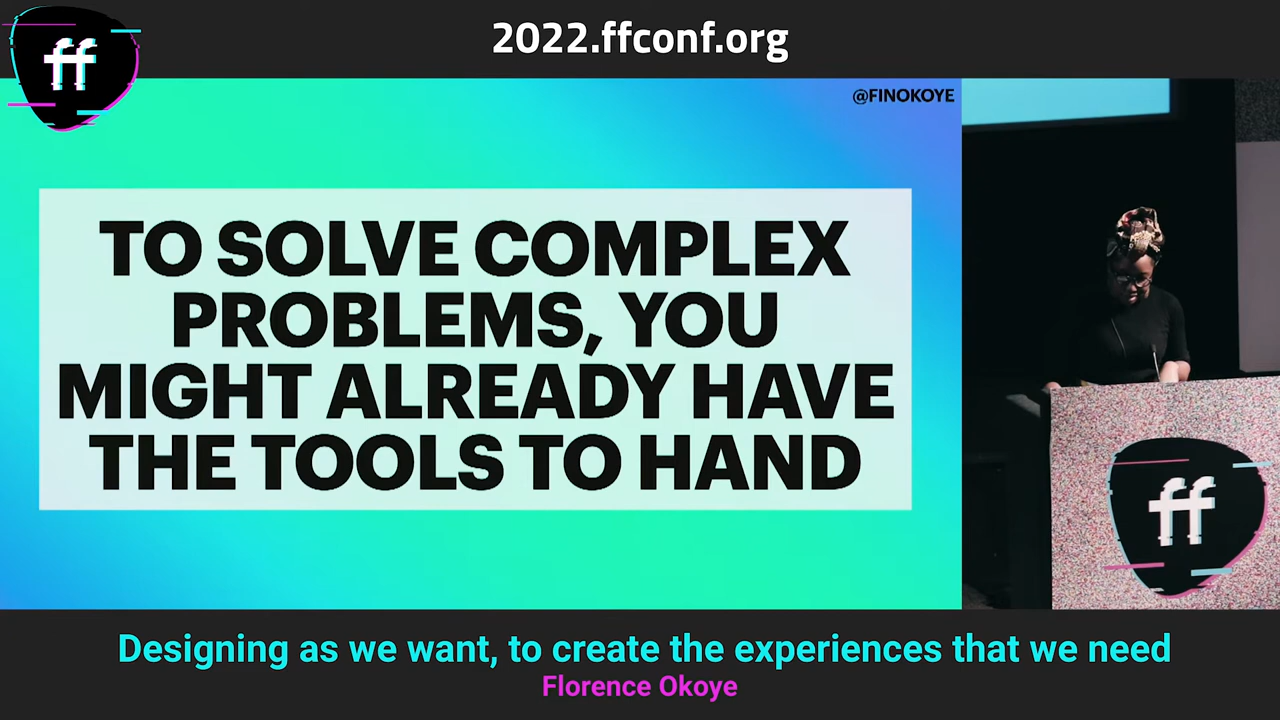 ff
2022.ffconf.org
@FINOKOYE
TO SOLVE COMPLEX
PROBLEMS, YOU
MIGHT ALREADY HAVE
THE TOOLS TO HAND
ff
Designing as we want, to create the experiences that we need
Florence Okoye